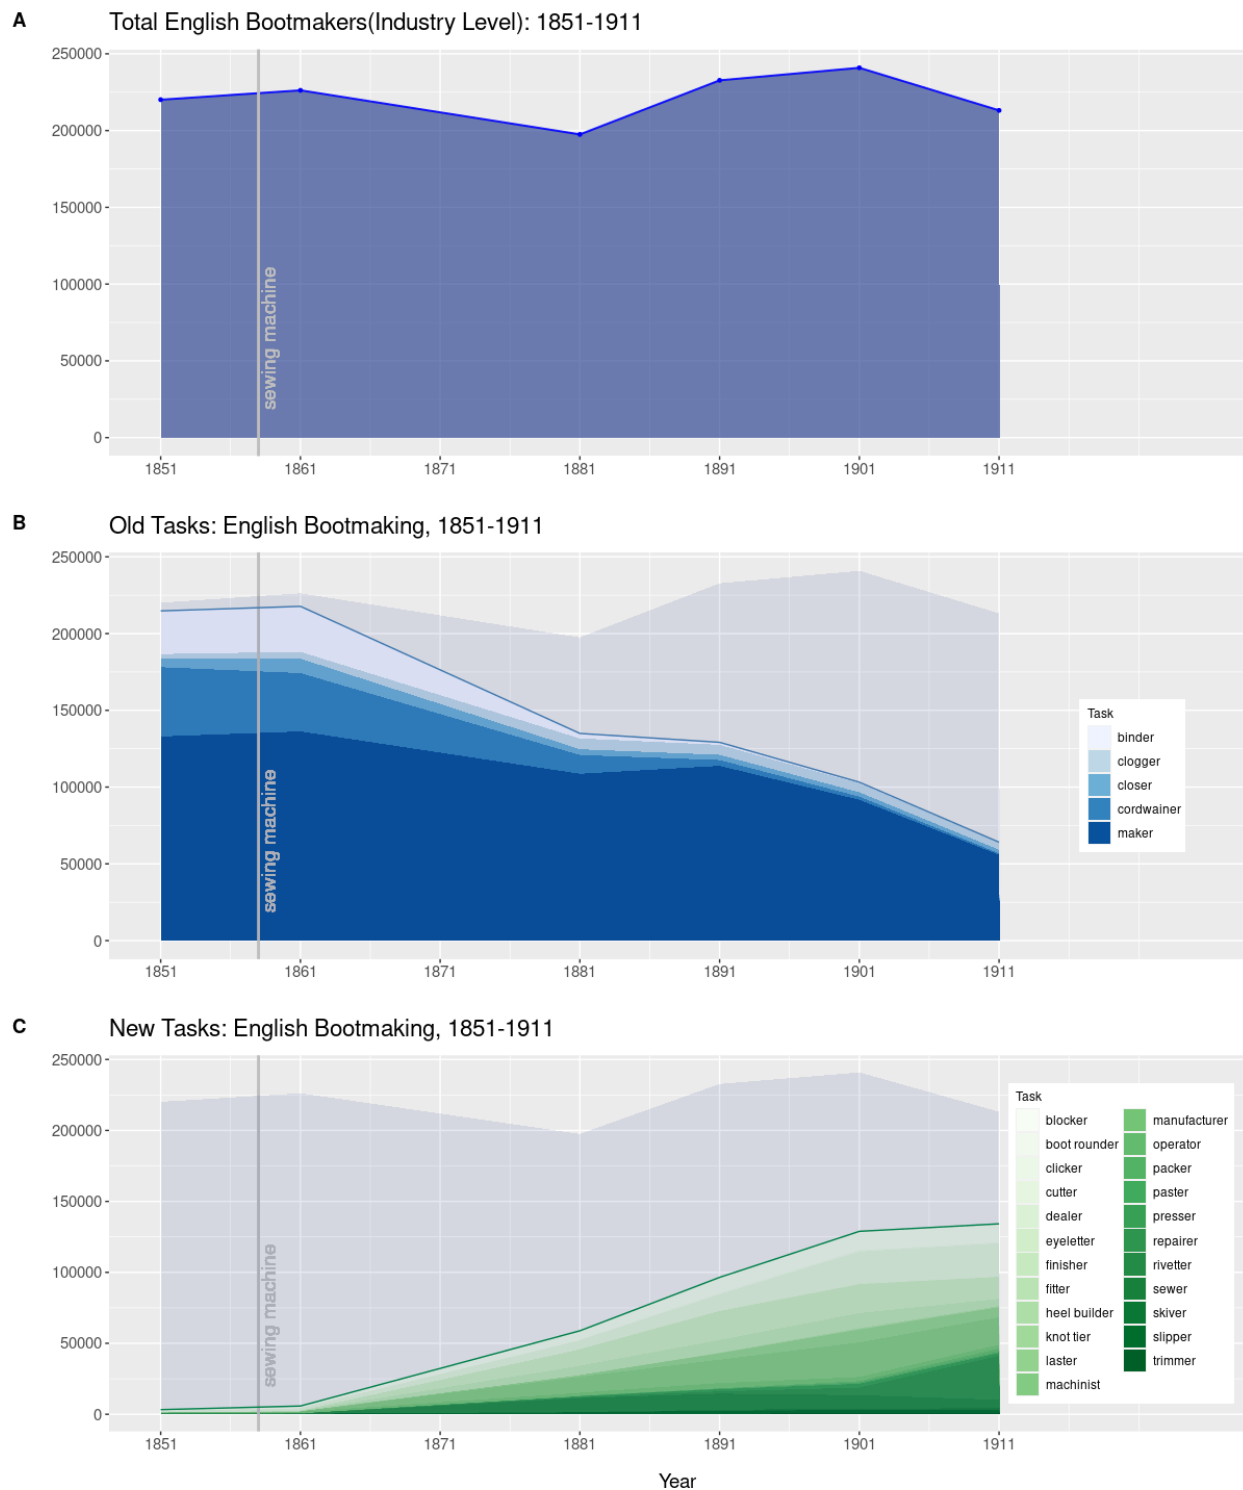 A
Total English Bootmakers(Industry Level): 1851-1911
250000
200000
150000
100000
50000
0
sewing machine
1851 1861 1871 1881 1891 1901 1911
B
Old Tasks: English Bootmaking, 1851-1911
250000
200000
150000
100000
50000
0
sewing machine
1851 1861 1871 1881 1891 1901 1911
Task
binder
clogger
closer
cordwainer
maker
C
New Tasks: English Bootmaking, 1851-1911
250000
200000
150000
100000
50000
0
sewing machine
1851 1861 1871 1881 1891 1901 1911
Year
Task
blocker
boot rounder
clicker
cutter
dealer
eyeletter
finisher
fitter
heel builder
knot tier
laster
machinist
manufacturer
operator
packer
paster
presser
repairer
rivetter
sewer
skiver
slipper
trimmer